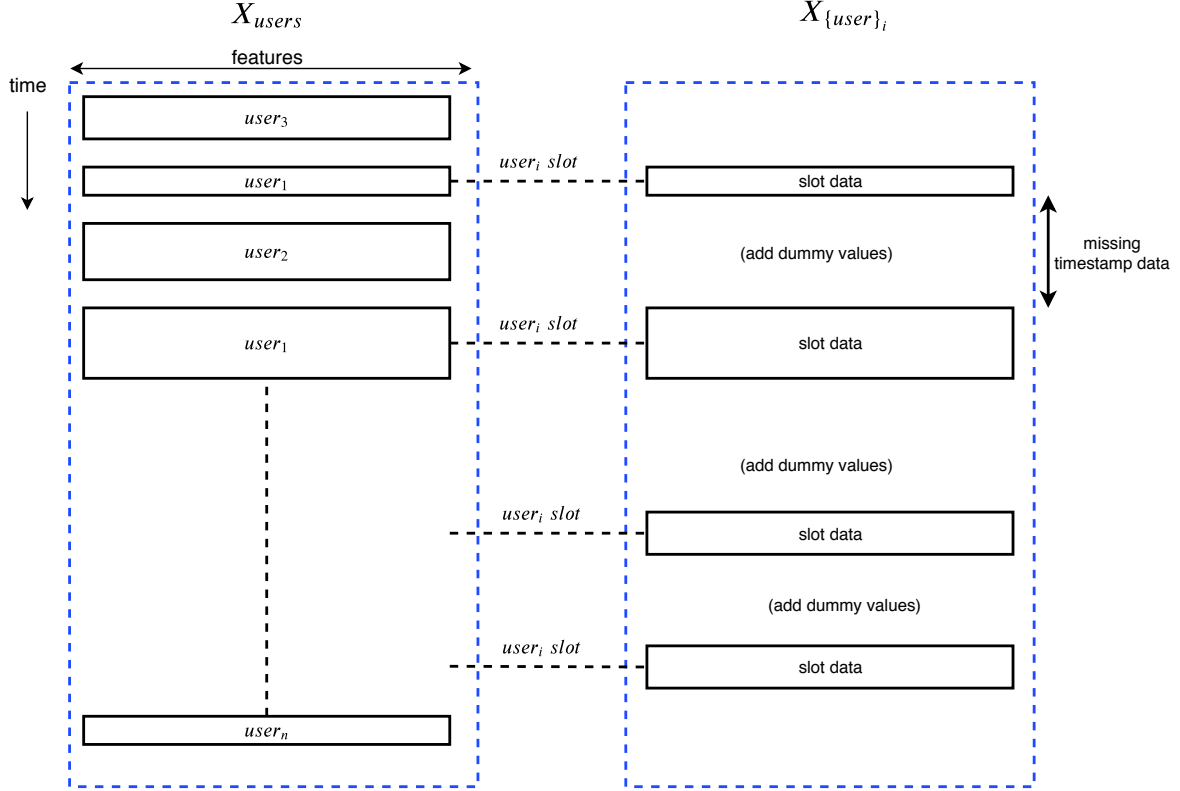 X_{users}
X_{\{user\}_i}
features
time
user_3
user_i slot
user_1
slot data
user_2
(add dummy values)
missing
timestamp data
user_i slot
user_1
slot data
(add dummy values)
user_i slot
slot data
(add dummy values)
user_i slot
slot data
user_n